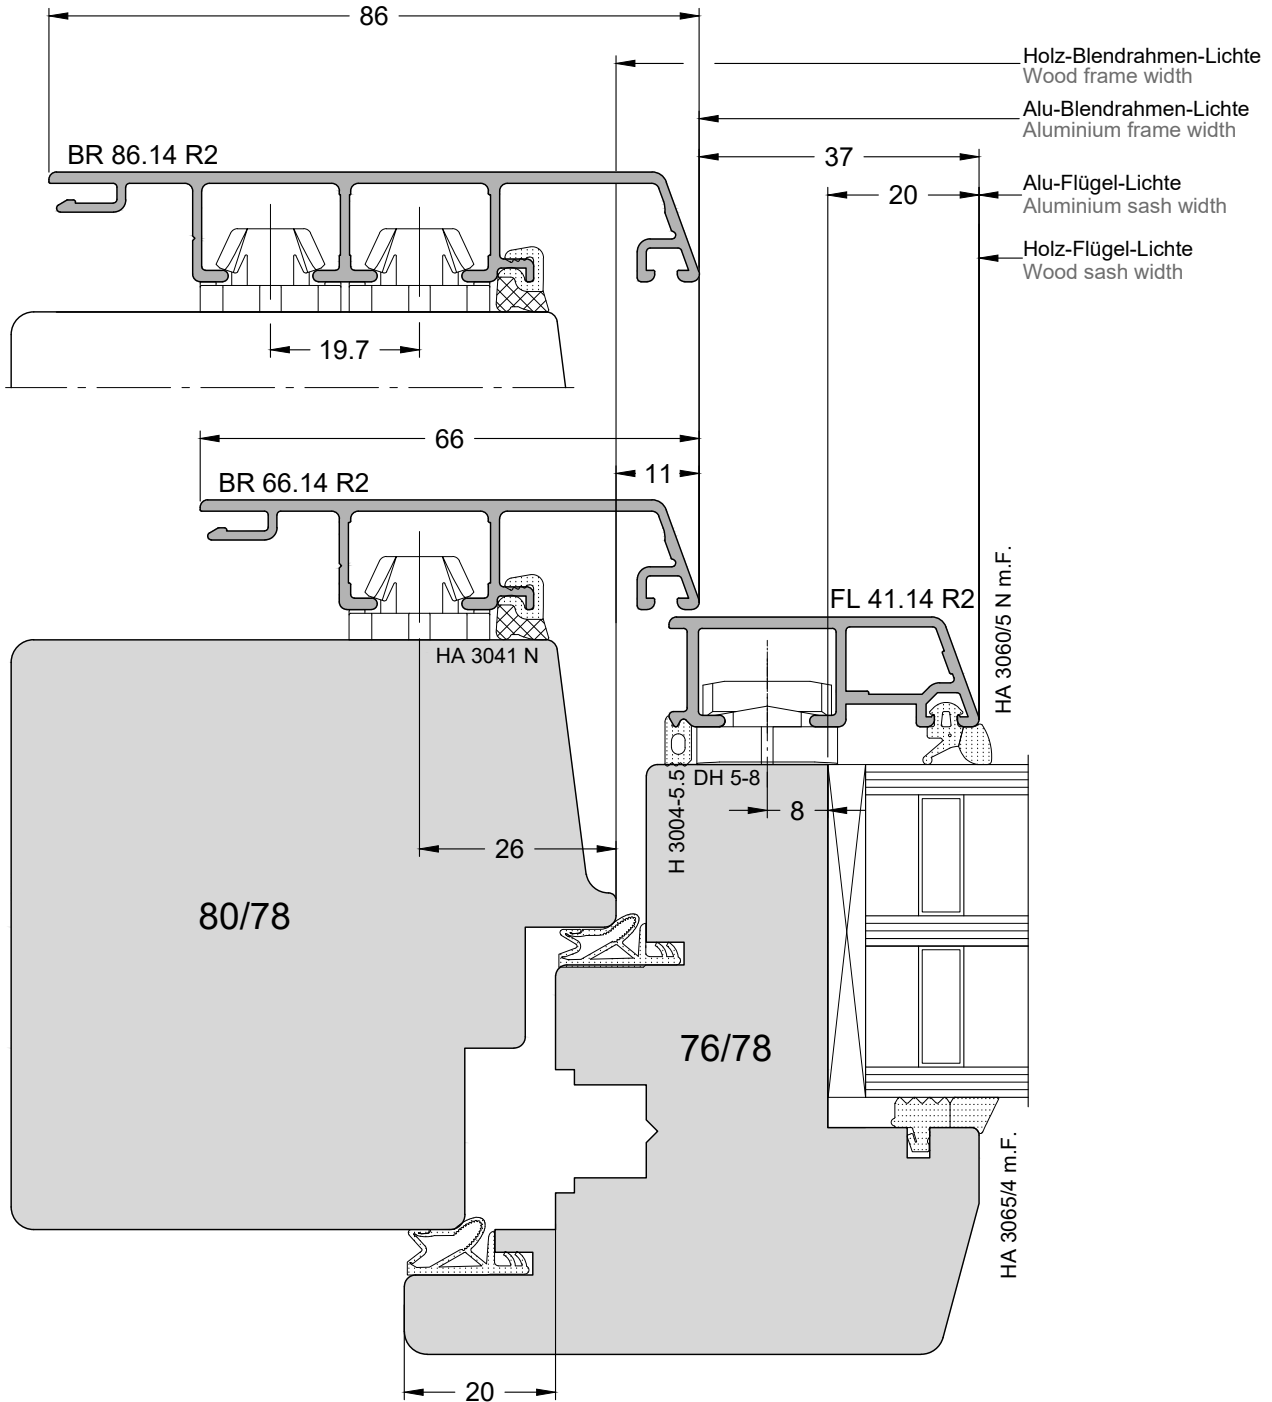 86
Holz-Blendrahmen-Lichte
Wood frame width
Alu-Blendrahmen-Lichte
Aluminium frame width
BR 86.14 R2
37
Alu-Flügel-Lichte
20
Aluminium sash width
Holz-Flügel-Lichte
Wood sash width
19.7
66
11
BR 66.14 R2
HA 3060/5 N m.F.
FL 41.14 R2
HA 3041 N
DH 5-8
H 3004-5.5
8
26
80/78
76/78
HA 3065/4 m.F.
20